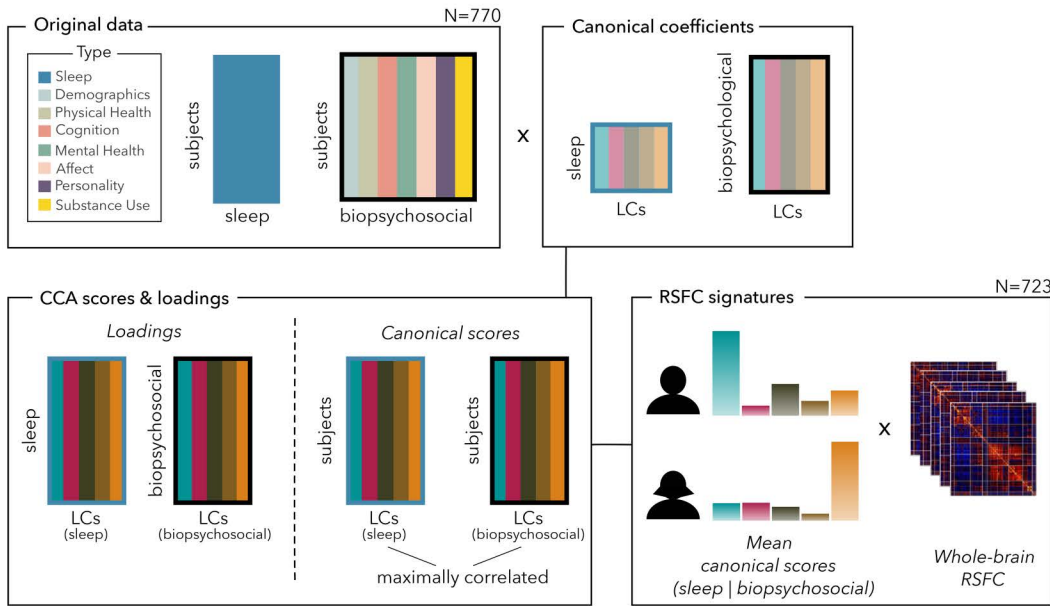 Original data
N=770
Type
Sleep
Demographics
Physical Health
Cognition
Mental Health
Affect
Personality
Substance Use
subjects
sleep
subjects
biopsychosocial
x
Canonical coefficients
sleep
LCs
biopsychological
LCs
CCA scores & loadings
Loadings
sleep
LCs
(sleep)
biopsychosocial
LCs
(biopsychosocial)
Canonical scores
subjects
LCs
(sleep)
subjects
LCs
(biopsychosocial)
maximally correlated
RSFC signatures
N=723
x
Mean
canonical scores
(sleep | biopsychosocial)
Whole-brain
RSFC